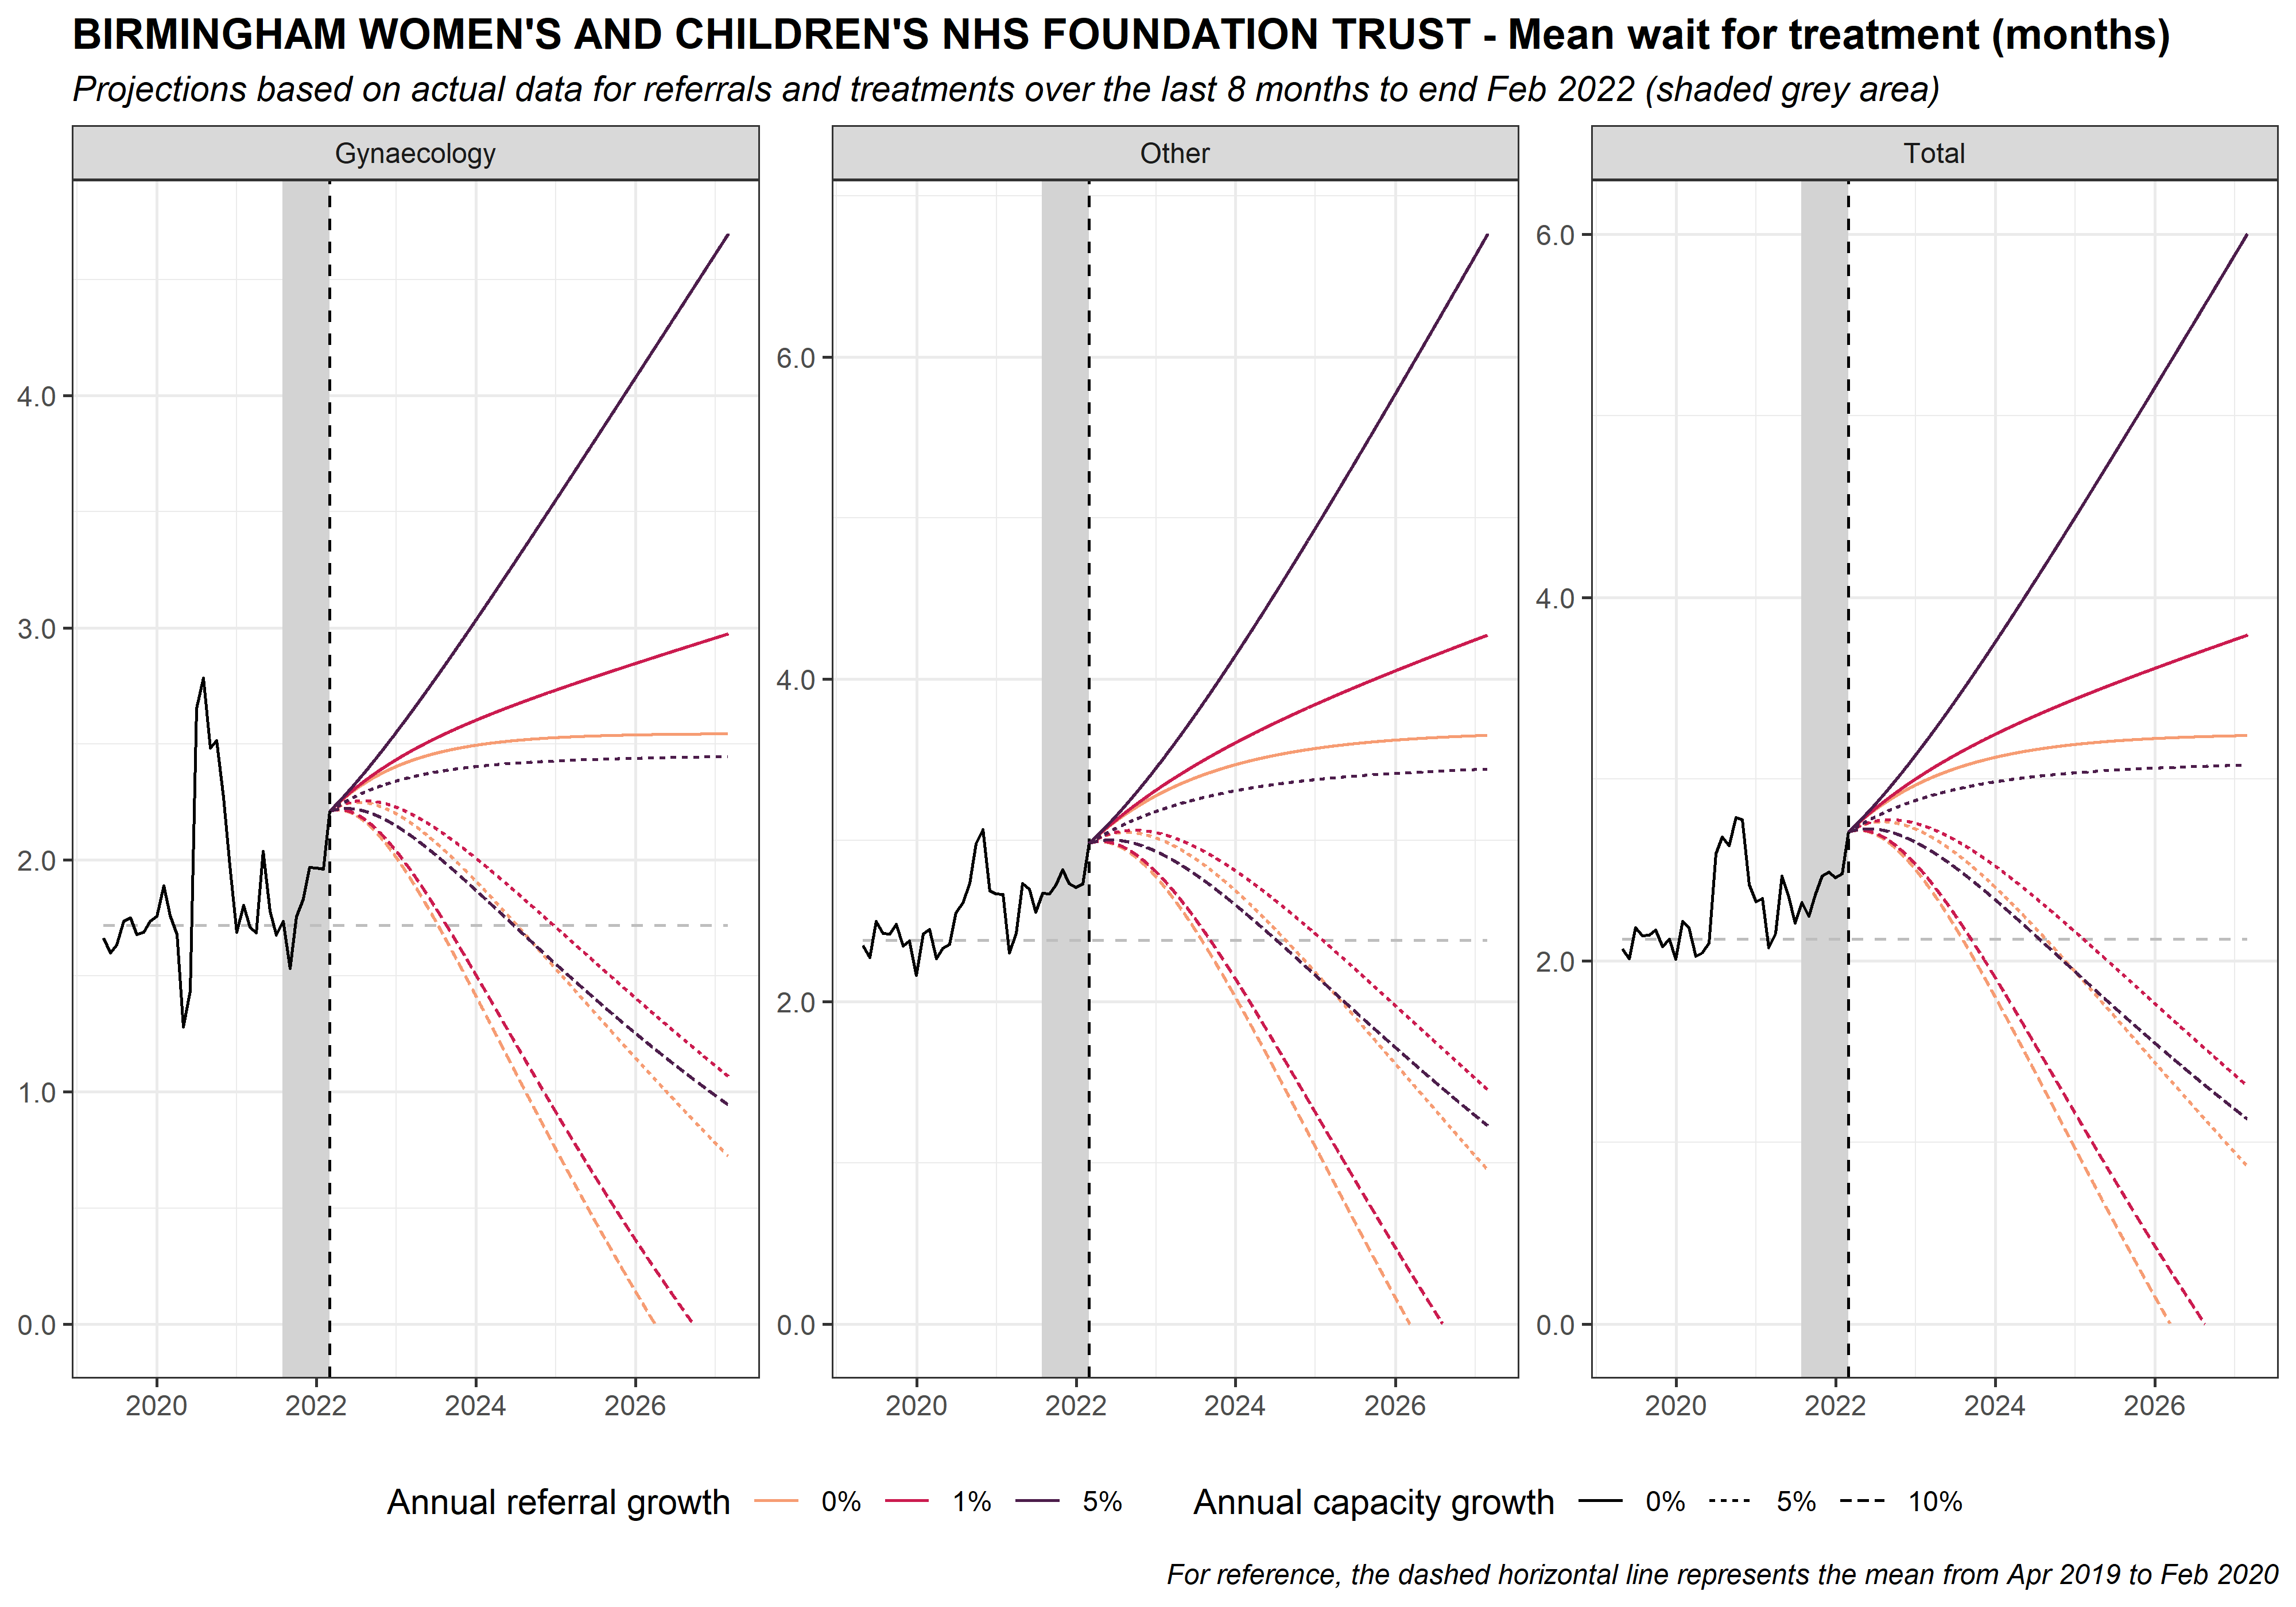 BIRMINGHAM WOMEN'S AND CHILDREN'S NHS FOUNDATION TRUST - Mean wait for treatment (months)
Projections based on actual data for referrals and treatments over the last 8 months to end Feb 2022 (shaded grey area)
Gynaecology
4.0
3.0
2.0
1.0
0.0
2020 2022 2024 2026
Other
6.0
4.0
2.0
0.0
2020 2022 2024 2026
Total
6.0
4.0
2.0
0.0
2020 2022 2024 2026
Annual referral growth 0% 1% 5% Annual capacity growth 0% 5% 10%
For reference, the dashed horizontal line represents the mean from Apr 2019 to Feb 2020